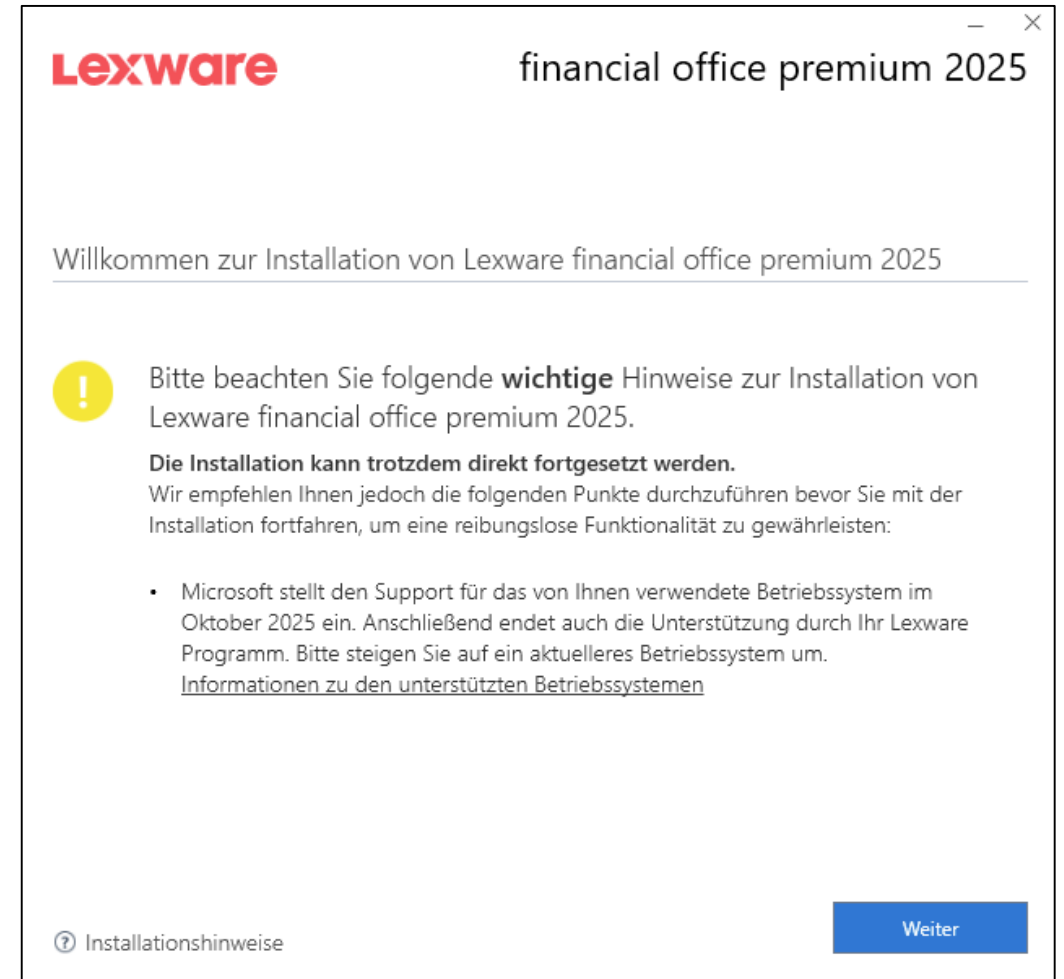 Lexware
financial office premium 2025
Willkommen zur Installation von Lexware financial office premium 2025
Bitte beachten Sie folgende wichtige Hinweise zur Installation von
Lexware financial office premium 2025.
Die Installation kann trotzdem direkt fortgesetzt werden.
Wir empfehlen Ihnen jedoch die folgenden Punkte durchzuführen bevor Sie mit der
Installation fortfahren, um eine reibungslose Funktionalität zu gewährleisten:
• Microsoft stellt den Support für das von Ihnen verwendete Betriebssystem im
Oktober 2025 ein. Anschließend endet auch die Unterstützung durch Ihr Lexware
Programm. Bitte steigen Sie auf ein aktuelleres Betriebssystem um.
Informationen zu den unterstützten Betriebssystemen
Weiter
Installationshinweise